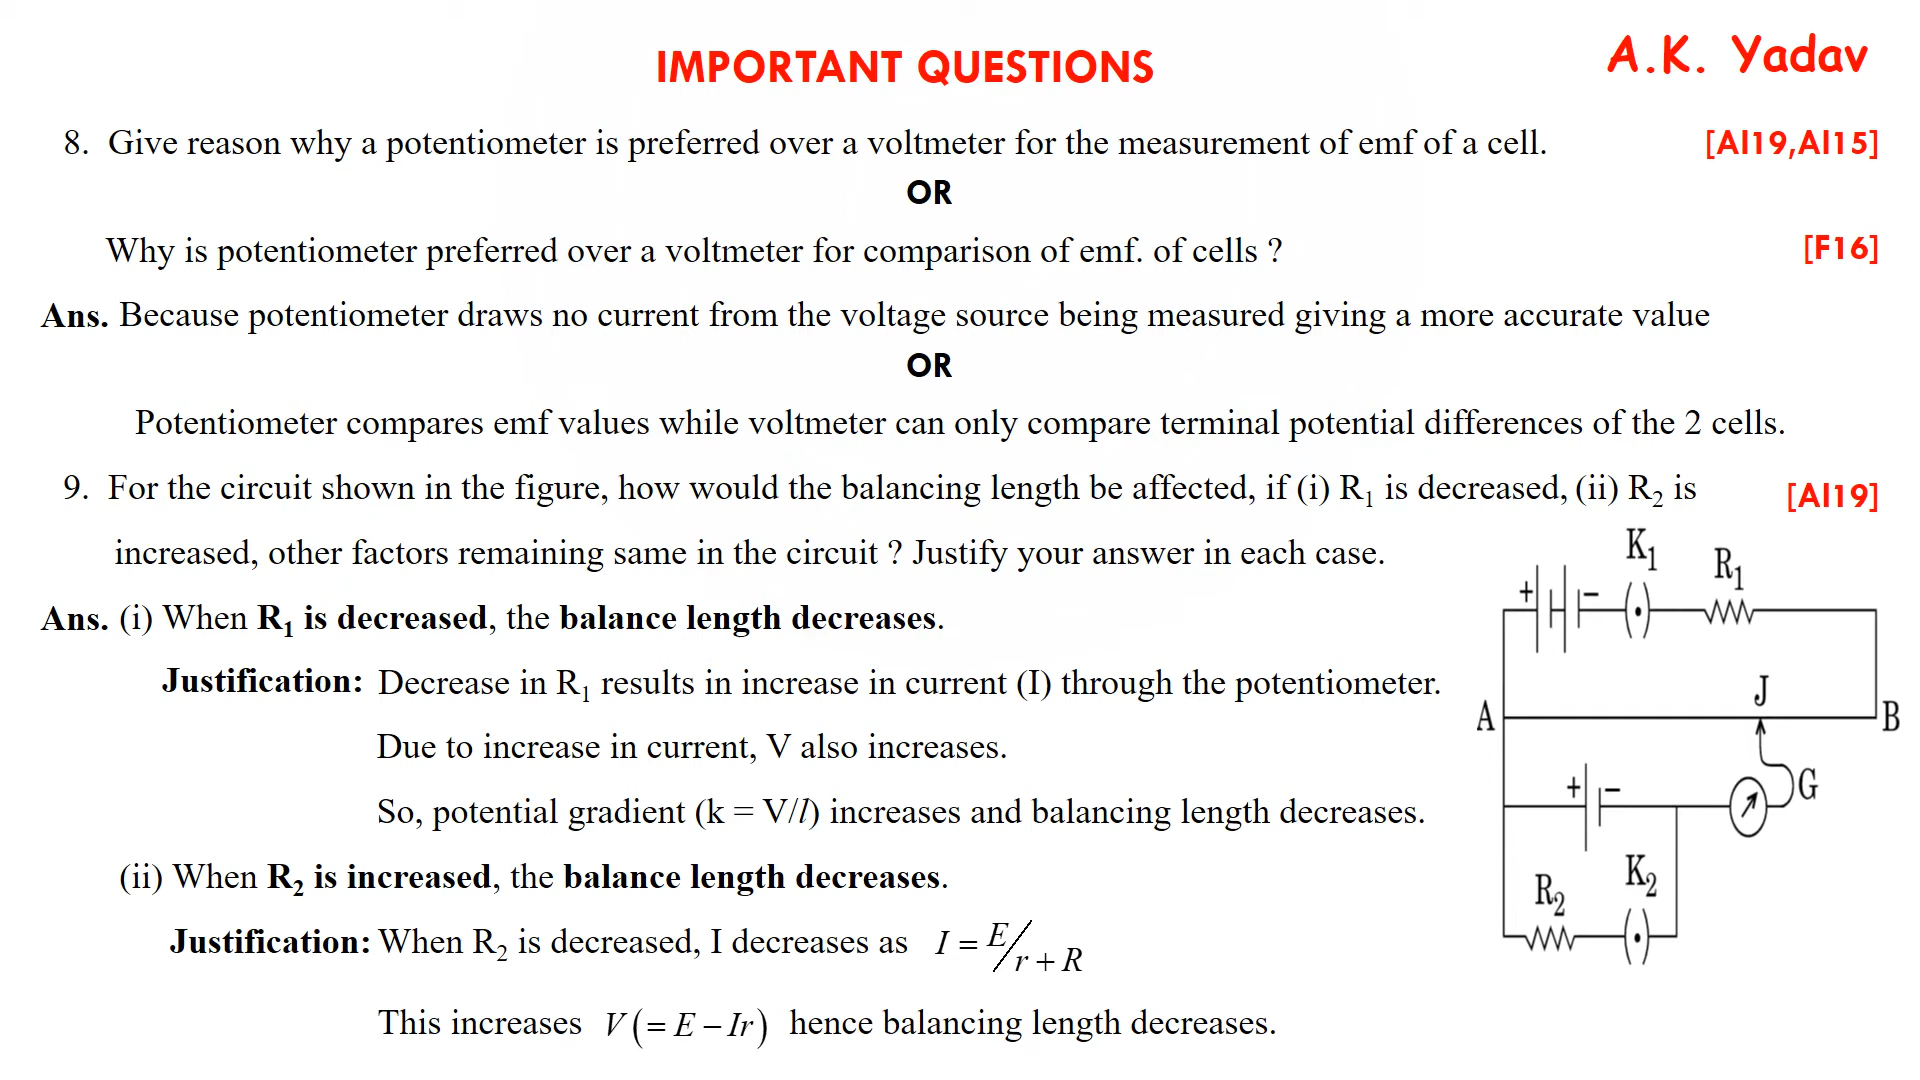 IMPORTANT QUESTIONS
A.K. Yadav
8. Give reason why a potentiometer is preferred over a voltmeter for the measurement of emf of a cell. [AI19,AI15]
OR
Why is potentiometer preferred over a voltmeter for comparison of emf. of cells ? [F16]
Ans. Because potentiometer draws no current from the voltage source being measured giving a more accurate value
OR
Potentiometer compares emf values while voltmeter can only compare terminal potential differences of the 2 cells.
9. For the circuit shown in the figure, how would the balancing length be affected, if (i) R₁ is decreased, (ii) R₂ is [AI19]
increased, other factors remaining same in the circuit ? Justify your answer in each case.
Ans. (i) When R₁ is decreased, the balance length decreases.
Justification: Decrease in R₁ results in increase in current (I) through the potentiometer.
Due to increase in current, V also increases.
So, potential gradient (k = V/l) increases and balancing length decreases.
(ii) When R₂ is increased, the balance length decreases.
Justification: When R₂ is decreased, I decreases as I = E/r + R
This increases V(= E – Ir) hence balancing length decreases.
K₁
R₁
+ −
J
A B
+ −
G
K₂
R₂